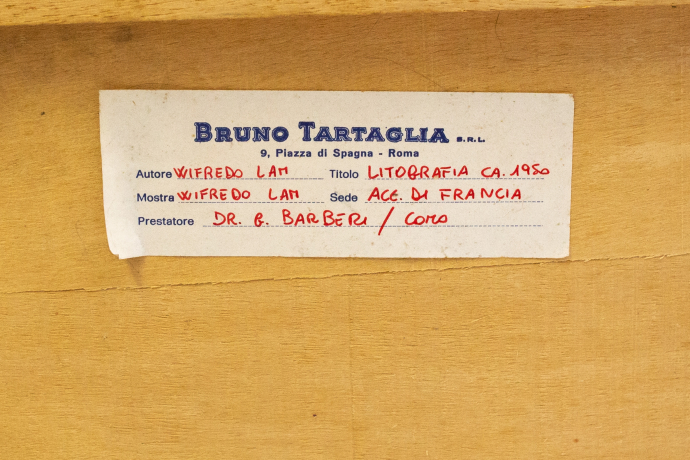 BRUNO TARTAGLIA S.R.L.
9, Piazza di Spagna - Roma
Autore WIFREDO LAM Titolo LITOGRAFIA CA. 1950
Mostra WIFREDO LAM Sede ACC. DI FRANCIA
Prestatore DR. G. BARBERI / COMO